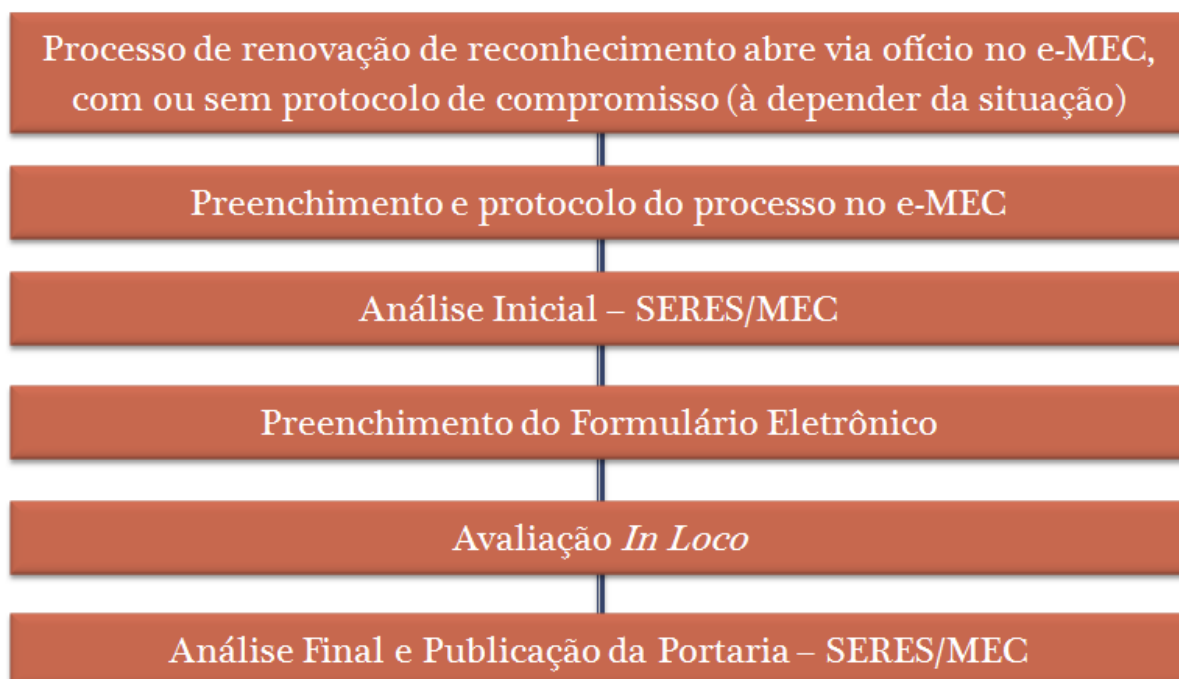 Processo de renovação de reconhecimento abre via ofício no e-MEC,
com ou sem protocolo de compromisso (à depender da situação)
Preenchimento e protocolo do processo no e-MEC
Análise Inicial – SERES/MEC
Preenchimento do Formulário Eletrônico
Avaliação In Loco
Análise Final e Publicação da Portaria – SERES/MEC